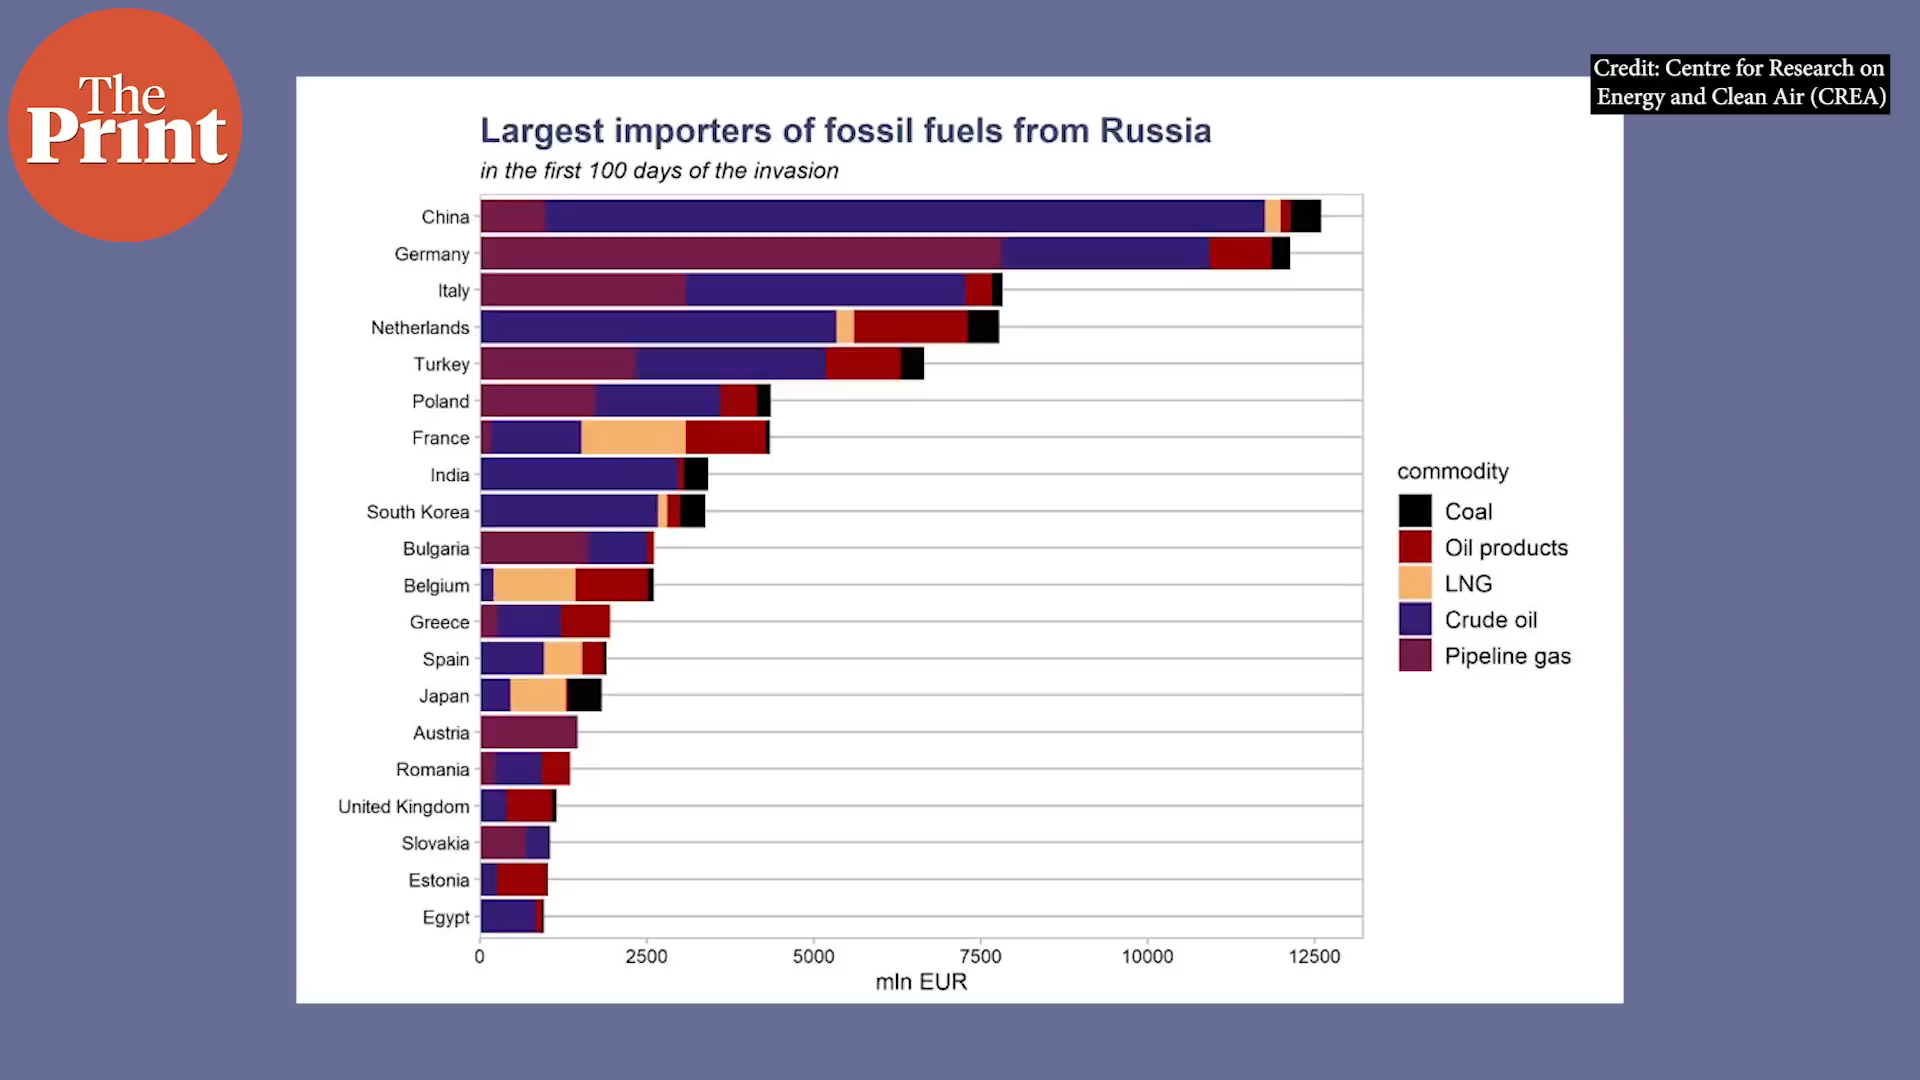 The
Print
Credit: Centre for Research on
Energy and Clean Air (CREA)
Largest importers of fossil fuels from Russia
in the first 100 days of the invasion
China
Germany
Italy
Netherlands
Turkey
Poland
France
India
South Korea
Bulgaria
Belgium
Greece
Spain
Japan
Austria
Romania
United Kingdom
Slovakia
Estonia
Egypt
0 2500 5000 7500 10000 12500
mln EUR
commodity
Coal
Oil products
LNG
Crude oil
Pipeline gas